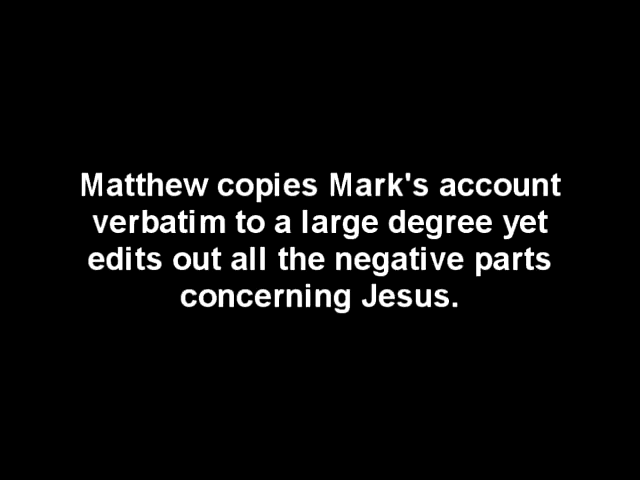 Matthew copies Mark's account
verbatim to a large degree yet
edits out all the negative parts
concerning Jesus.